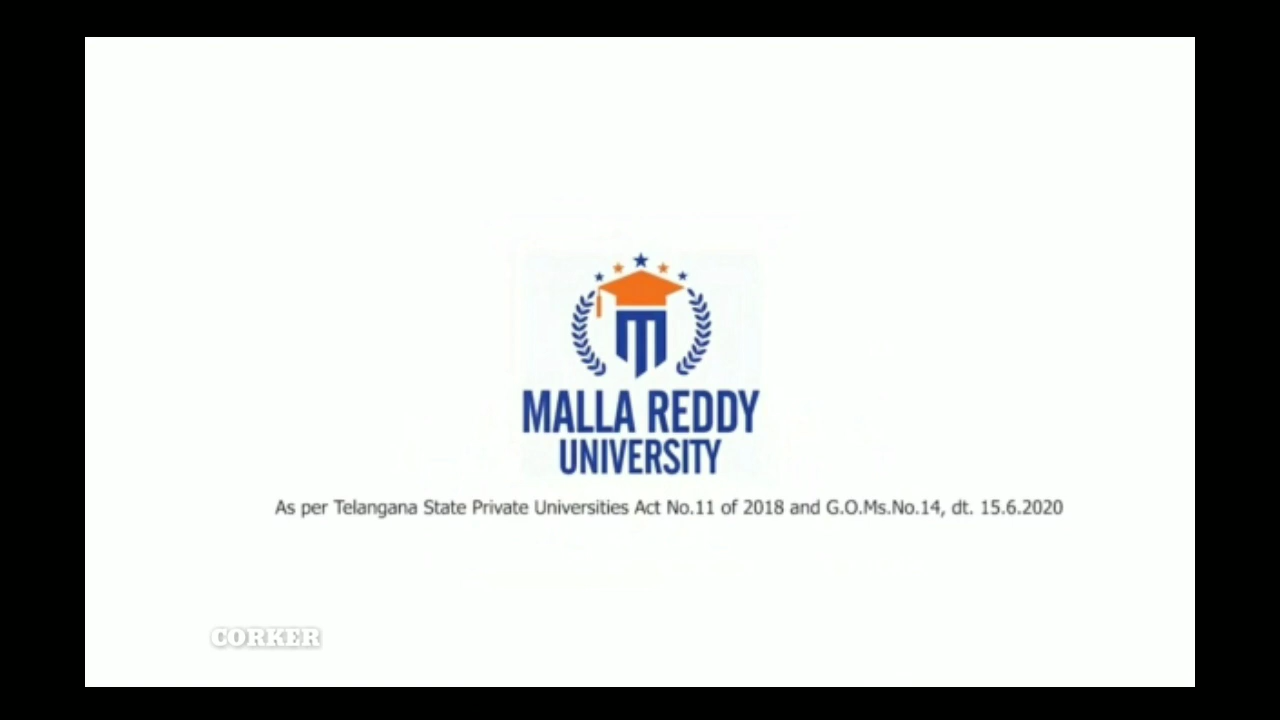 MALLA REDDY
UNIVERSITY
As per Telangana State Private Universities Act No.11 of 2018 and G.O.Ms.No.14, dt. 15.6.2020
CORKER